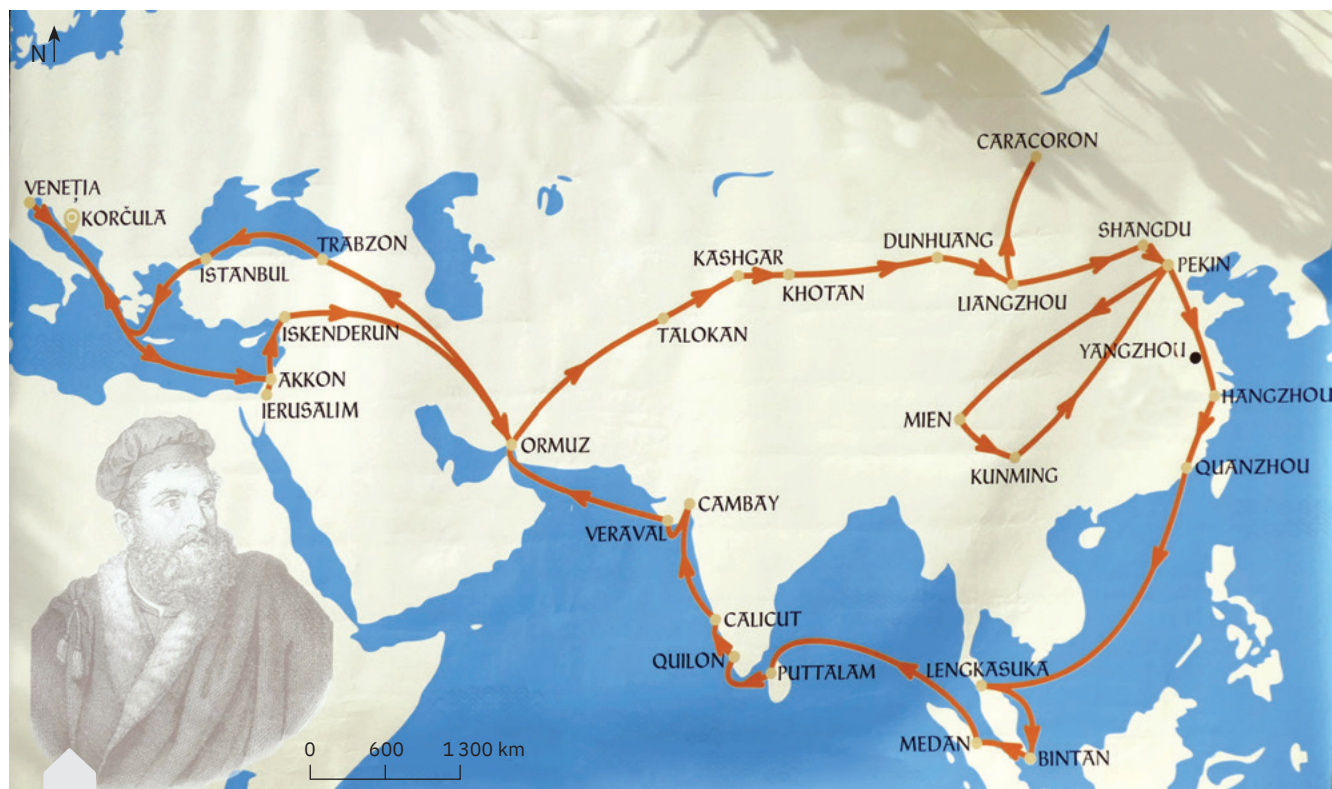 N
CARACORON
VENEȚIA
KORČULA
TRABZON
ISTANBUL
KASHGAR
DUNHUANG
SHANGDU
PEKIN
KHOTAN
LIANGZHOU
ISKENDERUN
TALOKAN
YANGZHOU
AKKON
IERUSALIM
HANGZHOU
MIEN
ORMUZ
KUNMING
QUANZHOU
CAMBAY
VERAVAL
CALICUT
QUILON
PUTTALAM
LENGKASUKA
MEDAN
BINTAN
0 600 1 300 km